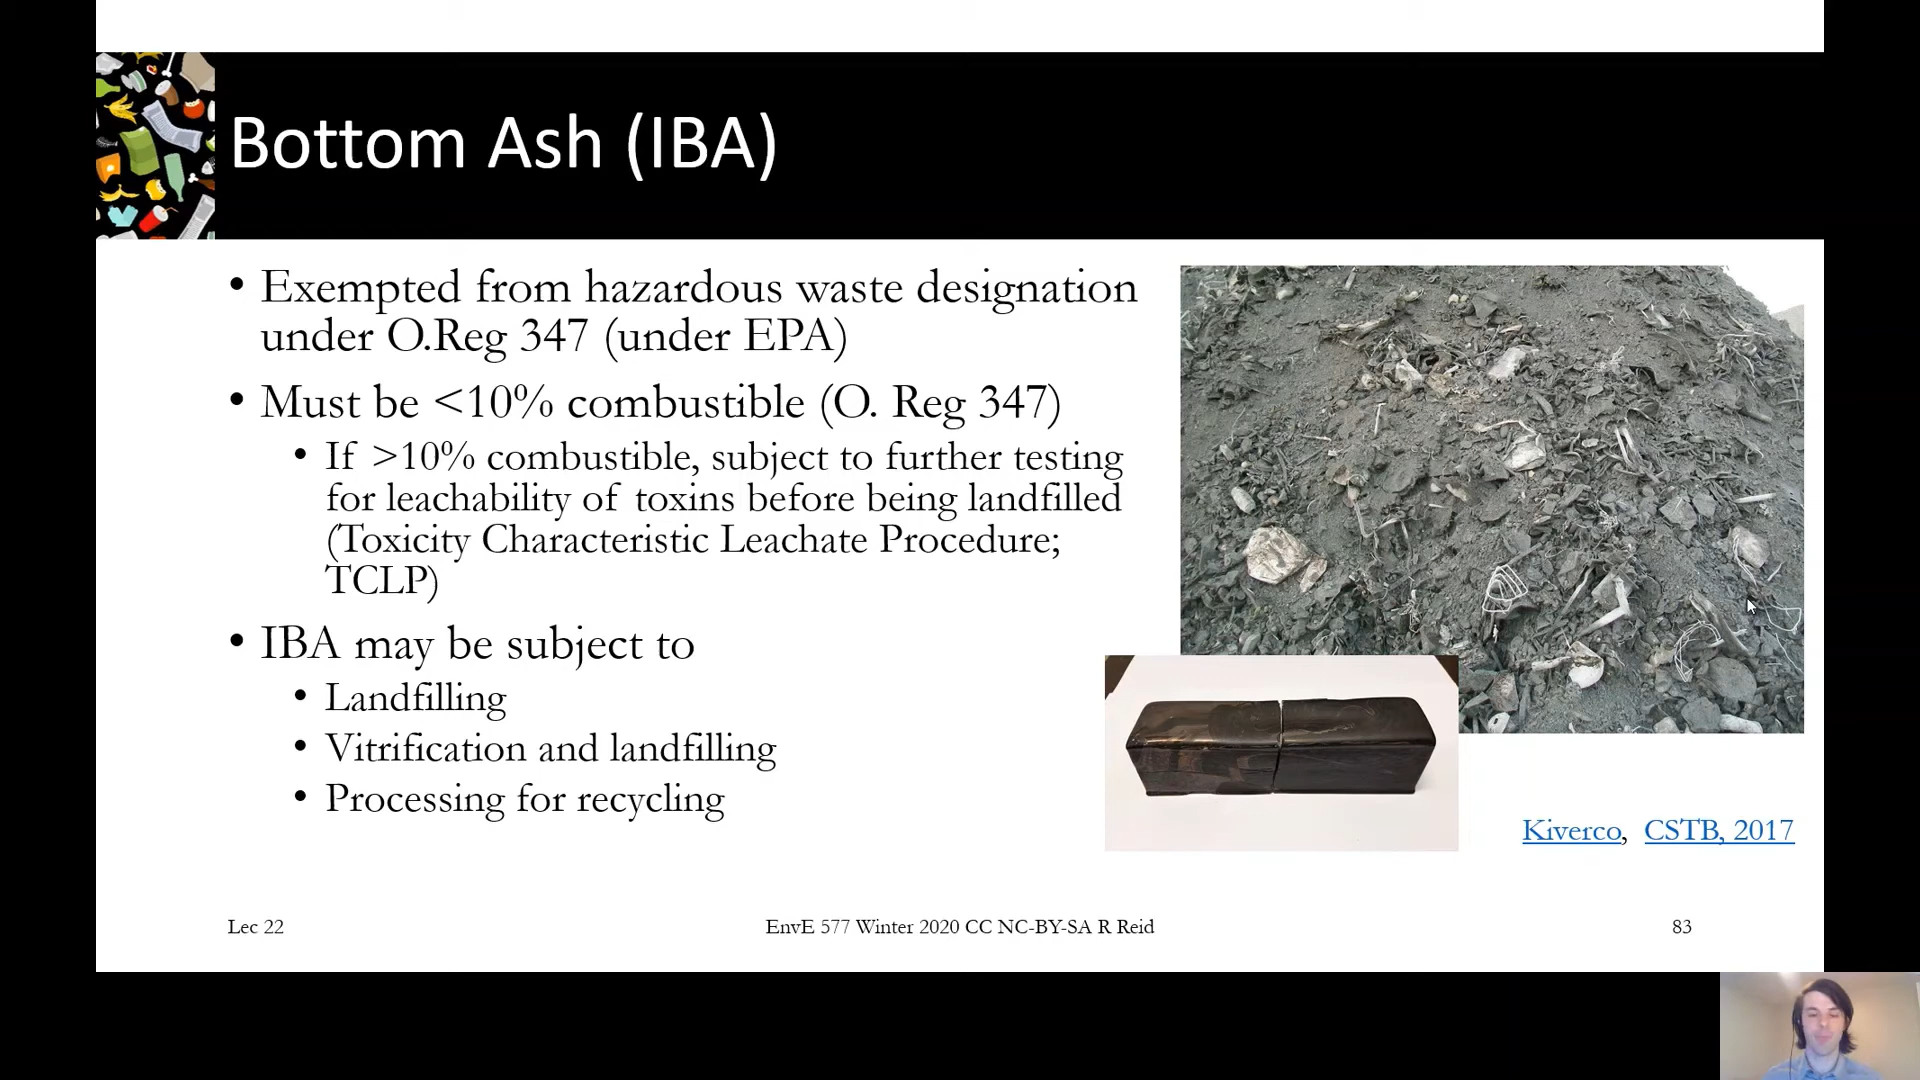 Bottom Ash (IBA)
• Exempted from hazardous waste designation
under O.Reg 347 (under EPA)
• Must be <10% combustible (O. Reg 347)
• If >10% combustible, subject to further testing
for leachability of toxins before being landfilled
(Toxicity Characteristic Leachate Procedure;
TCLP)
• IBA may be subject to
• Landfilling
• Vitrification and landfilling
• Processing for recycling
Kiverco, CSTB, 2017
Lec 22
EnvE 577 Winter 2020 CC NC-BY-SA R Reid
83